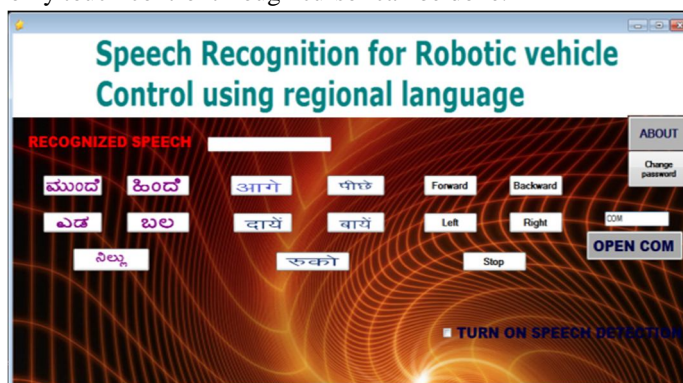 Speech Recognition for Robotic vehicle
Control using regional language
ABOUT
RECOGNIZED SPEECH
Change
password
ಮುಂದೆ ಹಿಂದೆ आगे पीछे Forward Backward
ಎಡ ಬಲ दायें बायें Left Right COM
OPEN COM
ನಿಲ್ಲು रुको Stop
TURN ON SPEECH DETECTION